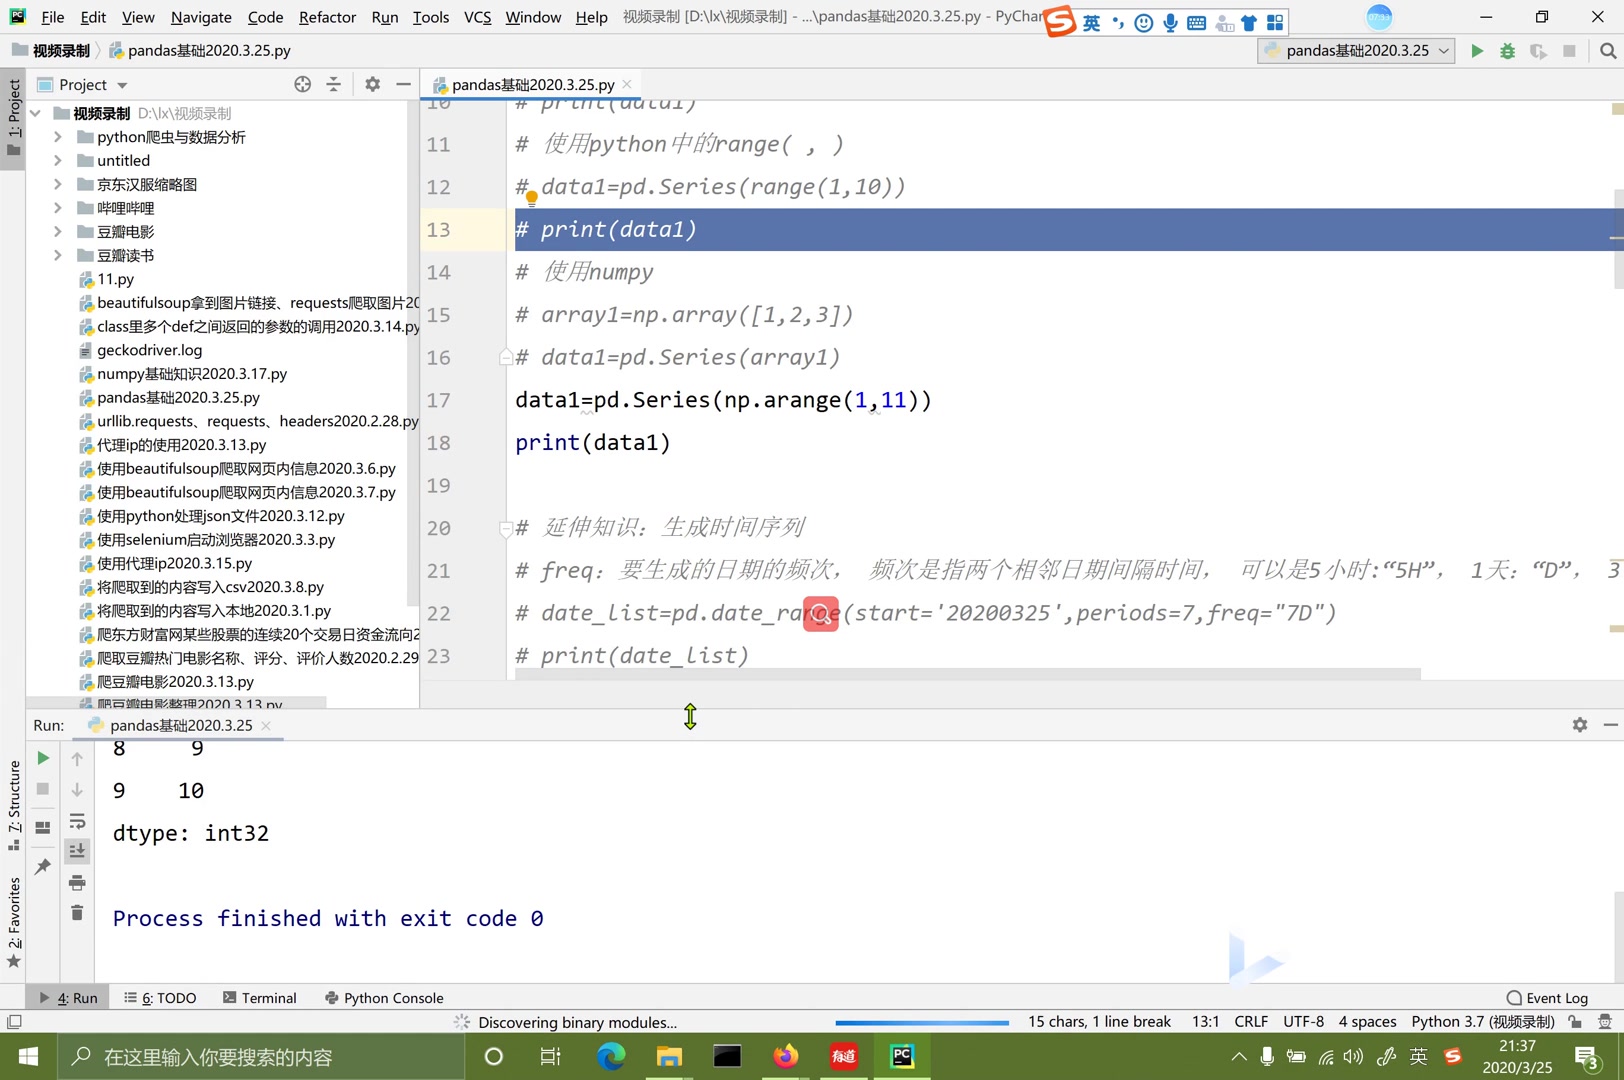 File Edit View Navigate Code Refactor Run Tools VCS Window Help 视频录制 [D:\lx\视频录制] - ...\pandas基础2020.3.25.py - PyChar
英
07:13
视频录制 pandas基础2020.3.25.py
pandas基础2020.3.25
1: Project
Project
pandas基础2020.3.25.py
视频录制 D:\lx\视频录制
python爬虫与数据分析
untitled
京东汉服缩略图
哔哩哔哩
豆瓣电影
豆瓣读书
11.py
beautifulsoup拿到图片链接、requests爬取图片20
class里多个def之间返回的参数的调用2020.3.14.py
geckodriver.log
numpy基础知识2020.3.17.py
pandas基础2020.3.25.py
urllib.requests、requests、headers2020.2.28.py
代理ip的使用2020.3.13.py
使用beautifulsoup爬取网页内信息2020.3.6.py
使用beautifulsoup爬取网页内信息2020.3.7.py
使用python处理json文件2020.3.12.py
使用selenium启动浏览器2020.3.3.py
使用代理ip2020.3.15.py
将爬取到的内容写入csv2020.3.8.py
将爬取到的内容写入本地2020.3.1.py
爬东方财富网某些股票的连续20个交易日资金流向2
爬取豆瓣热门电影名称、评分、评价人数2020.2.29
爬豆瓣电影2020.3.13.py
爬豆瓣电影整理2020.3.13.py
10 # print(data1)
11 # 使用python中的range( , )
12 # data1=pd.Series(range(1,10))
13 # print(data1)
14 # 使用numpy
15 # array1=np.array([1,2,3])
16 # data1=pd.Series(array1)
17 data1=pd.Series(np.arange(1,11))
18 print(data1)
19
20 # 延伸知识：生成时间序列
21 # freq：要生成的日期的频次， 频次是指两个相邻日期间隔时间， 可以是5小时:“5H”， 1天：“D”， 3
22 # date_list=pd.date_range(start='20200325',periods=7,freq="7D")
23 # print(date_list)
Run: pandas基础2020.3.25
8 9
9 10
dtype: int32
Process finished with exit code 0
7: Structure
2: Favorites
4: Run 6: TODO Terminal Python Console Event Log
Discovering binary modules... 15 chars, 1 line break 13:1 CRLF UTF-8 4 spaces Python 3.7 (视频录制)
在这里输入你要搜索的内容
有道
PC
英
21:37
2020/3/25
3